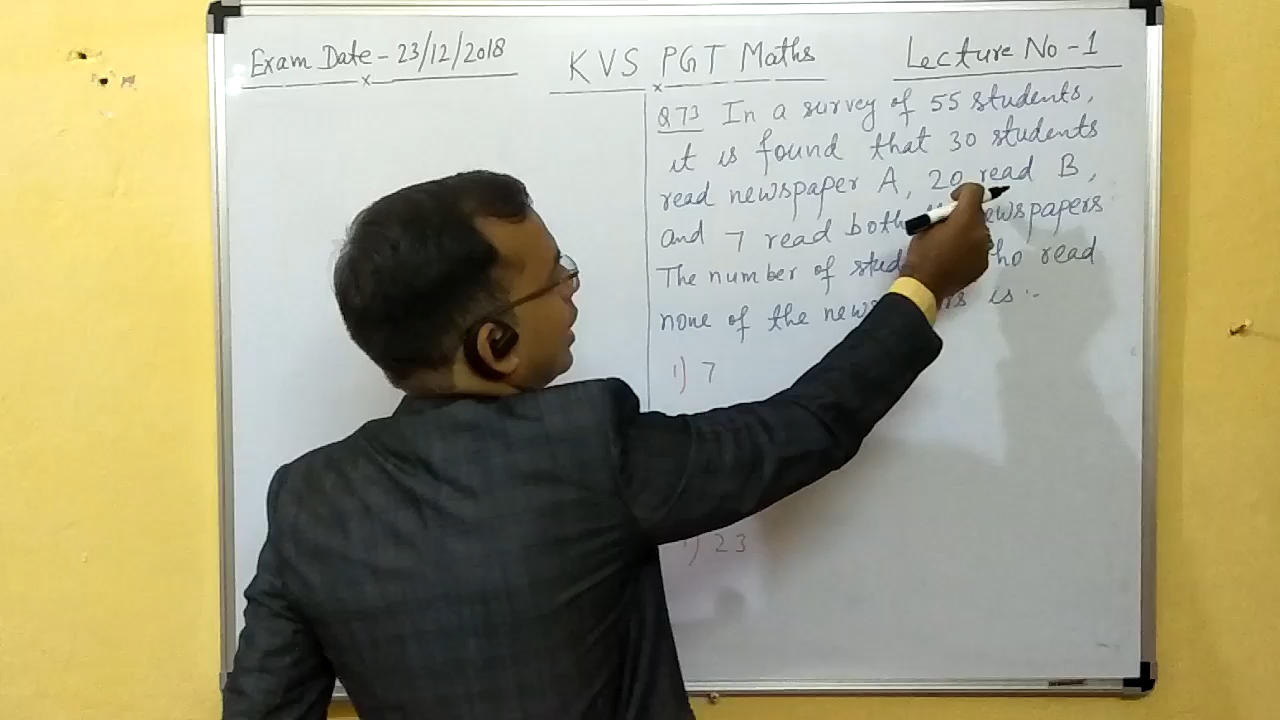 Exam Date - 23/12/2018
KVS PGT Maths
Lecture No - 1
Q73 In a survey of 55 students,
it is found that 30 students
read newspaper A, 20 read B,
and 7 read both newspapers
The number of who read
none of the is :-
1) 7
) 23